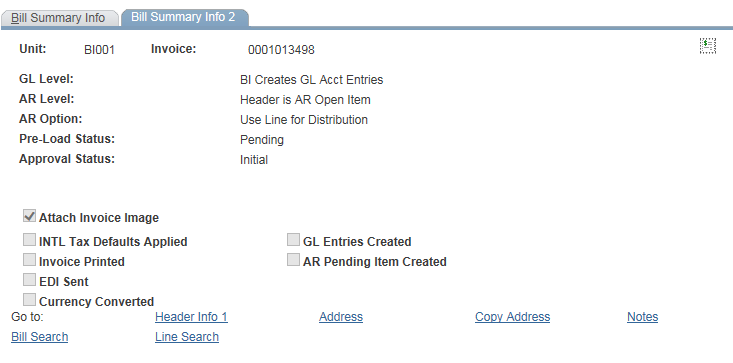 Bill Summary Info Bill Summary Info 2
Unit: BI001 Invoice: 0001013498
GL Level: BI Creates GL Acct Entries
AR Level: Header is AR Open Item
AR Option: Use Line for Distribution
Pre-Load Status: Pending
Approval Status: Initial
Attach Invoice Image
INTL Tax Defaults Applied GL Entries Created
Invoice Printed AR Pending Item Created
EDI Sent
Currency Converted
Go to: Header Info 1 Address Copy Address Notes
Bill Search Line Search